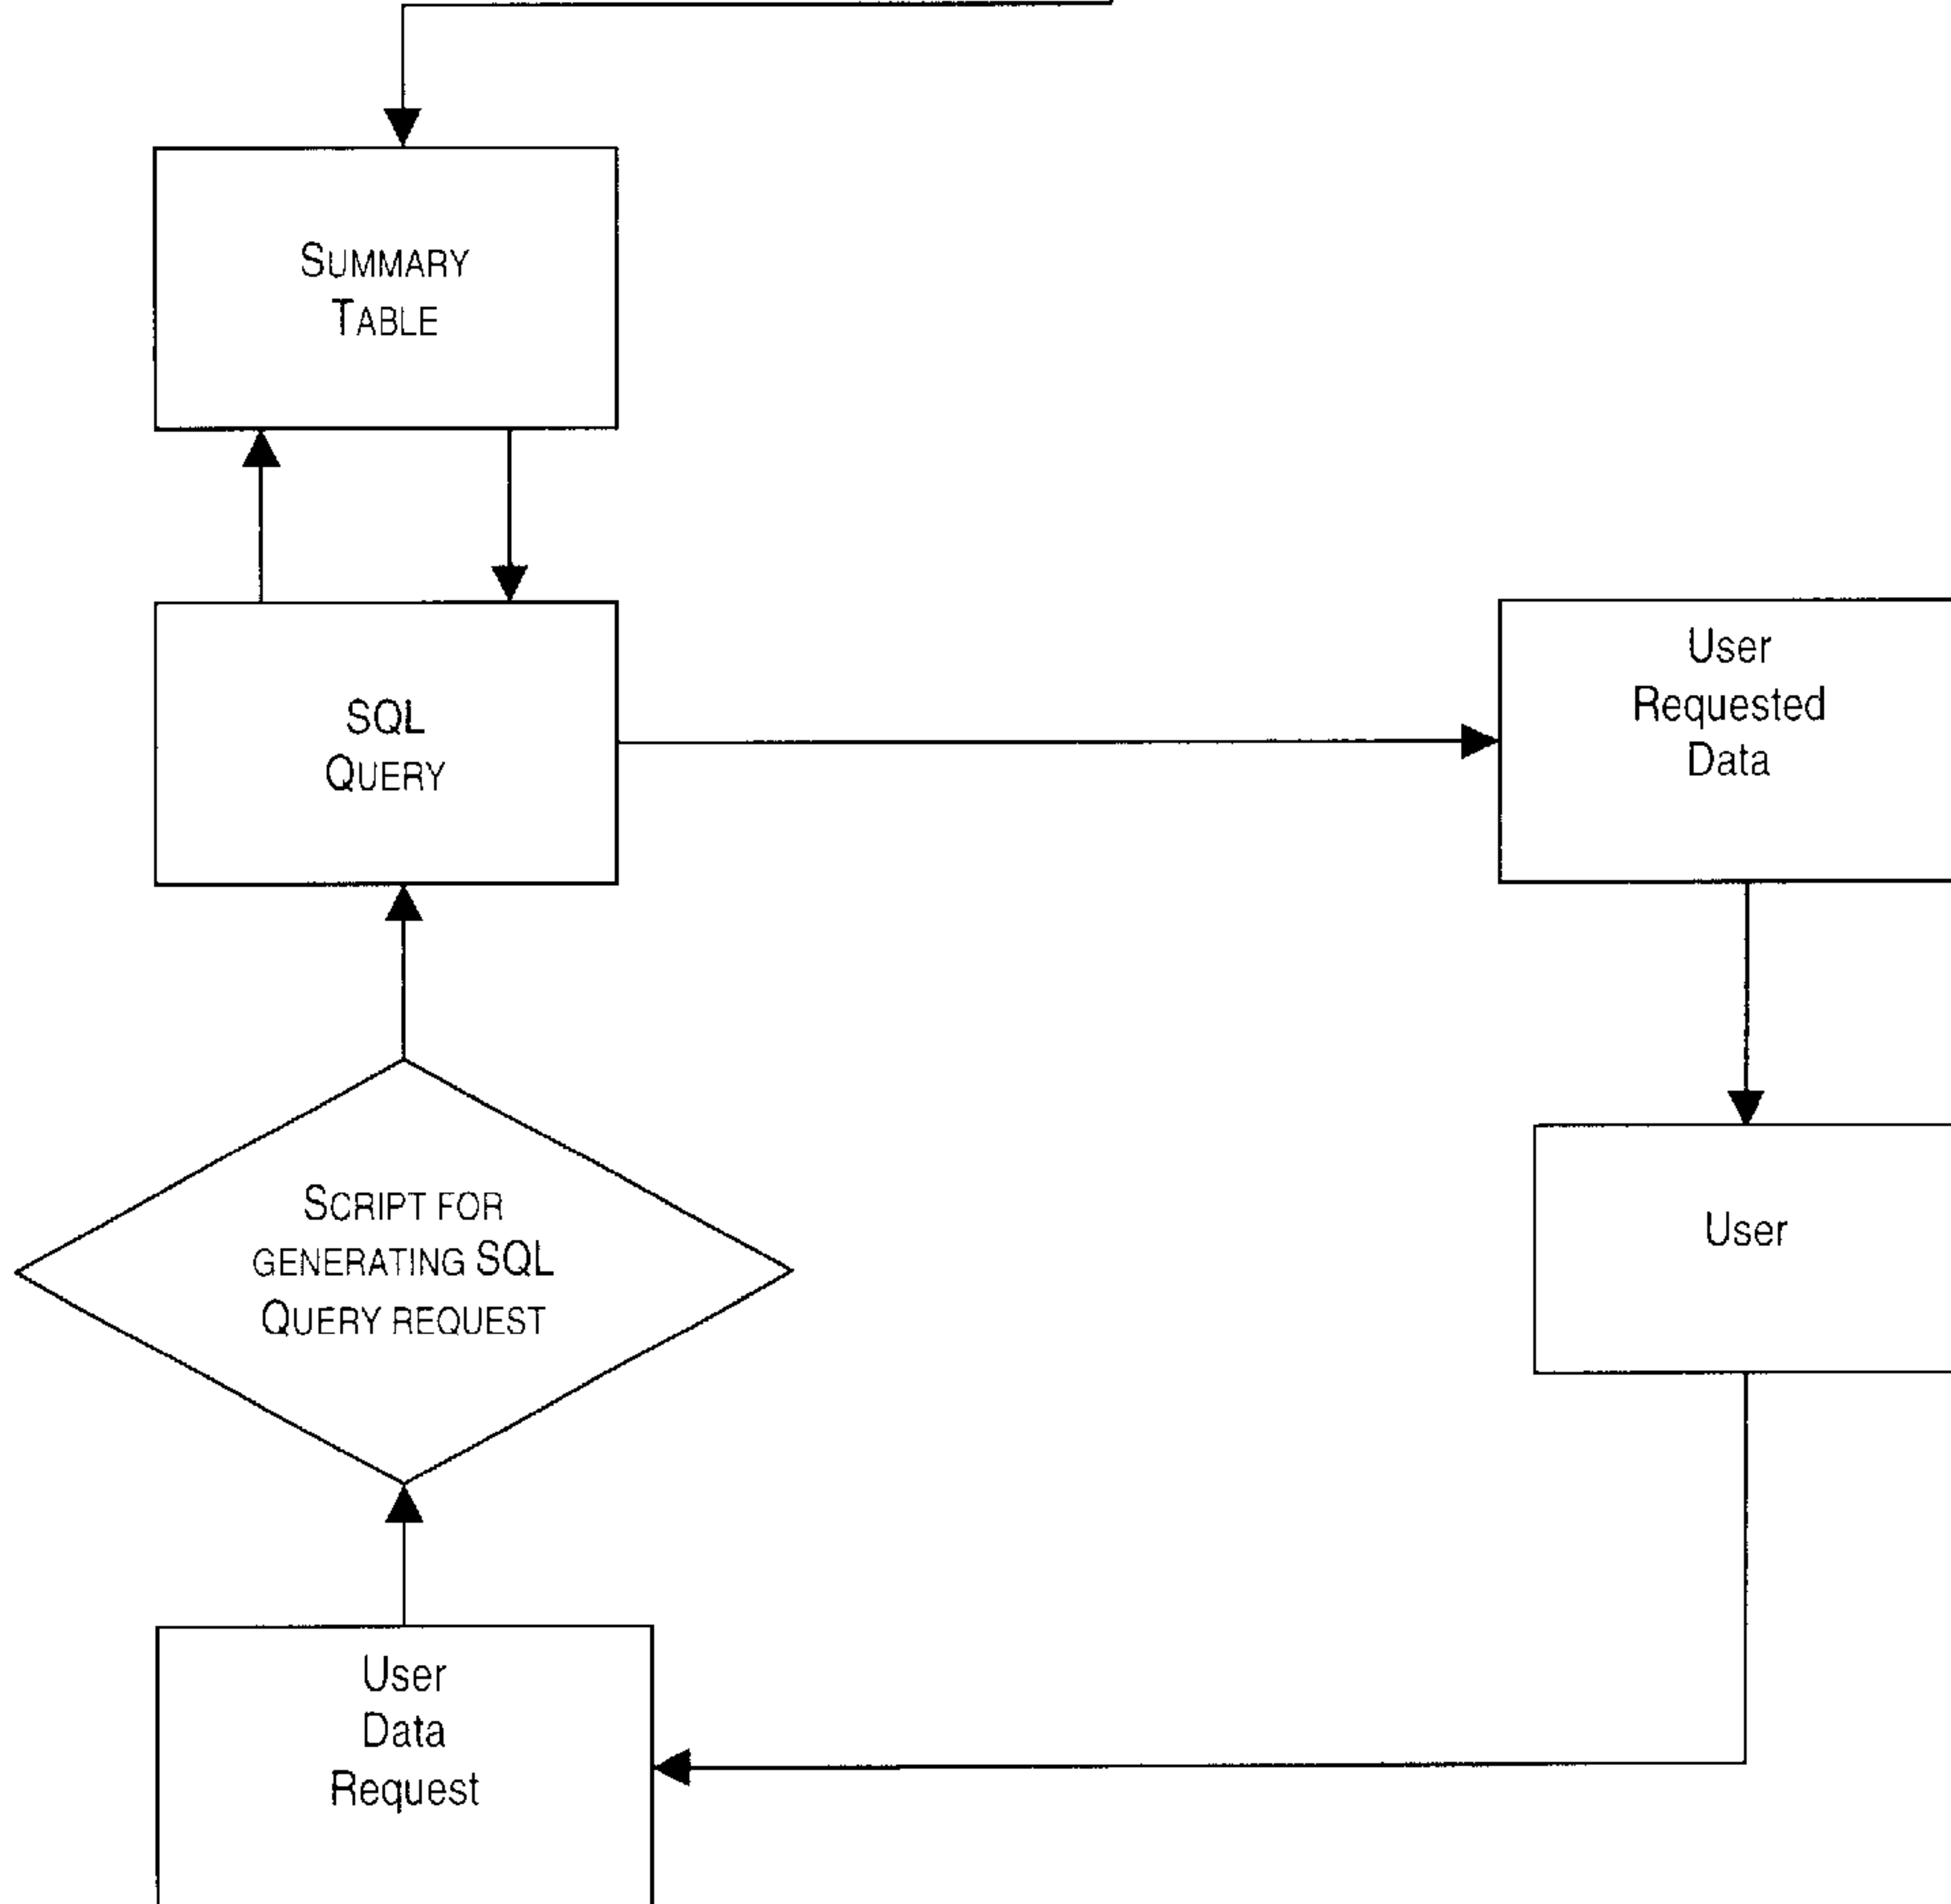 SUMMARY
TABLE
SQL
QUERY
User
Requested
Data
SCRIPT FOR
GENERATING SQL
QUERY REQUEST
User
User
Data
Request